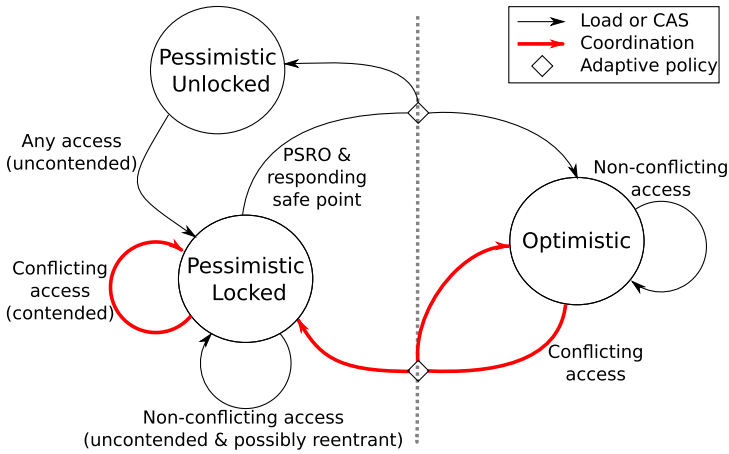 Pessimistic
Unlocked
Load or CAS
Coordination
Adaptive policy
Any access
(uncontended)
PSRO &
responding
safe point
Non-conflicting
access
Optimistic
Pessimistic
Locked
Conflicting
access
(contended)
Conflicting
access
Non-conflicting access
(uncontended & possibly reentrant)